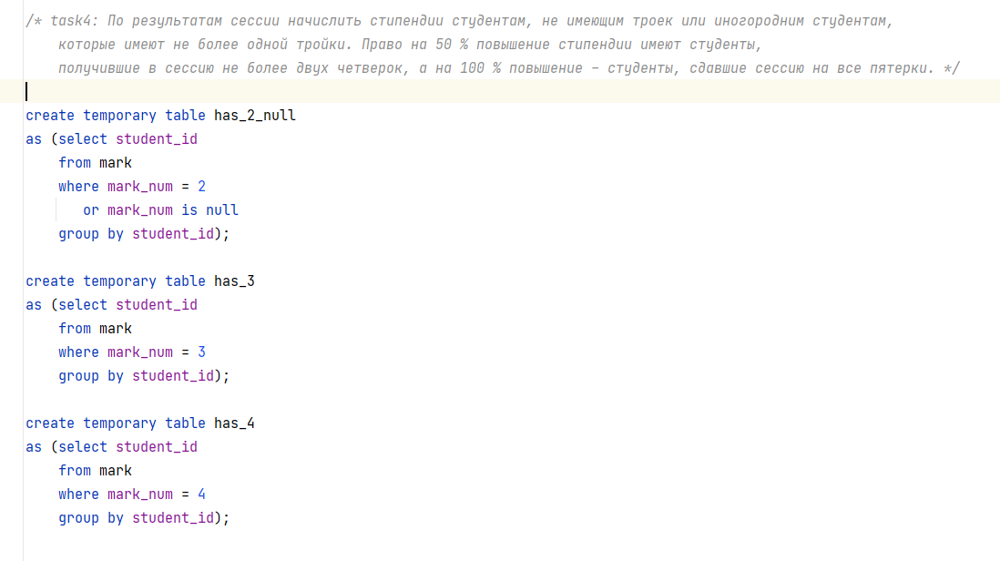 /* task4: По результатам сессии начислить стипендии студентам, не имеющим троек или иногородним студентам,
которые имеют не более одной тройки. Право на 50 % повышение стипендии имеют студенты,
получившие в сессию не более двух четверок, а на 100 % повышение – студенты, сдавшие сессию на все пятерки. */
create temporary table has_2_null
as (select student_id
from mark
where mark_num = 2
or mark_num is null
group by student_id);
create temporary table has_3
as (select student_id
from mark
where mark_num = 3
group by student_id);
create temporary table has_4
as (select student_id
from mark
where mark_num = 4
group by student_id);